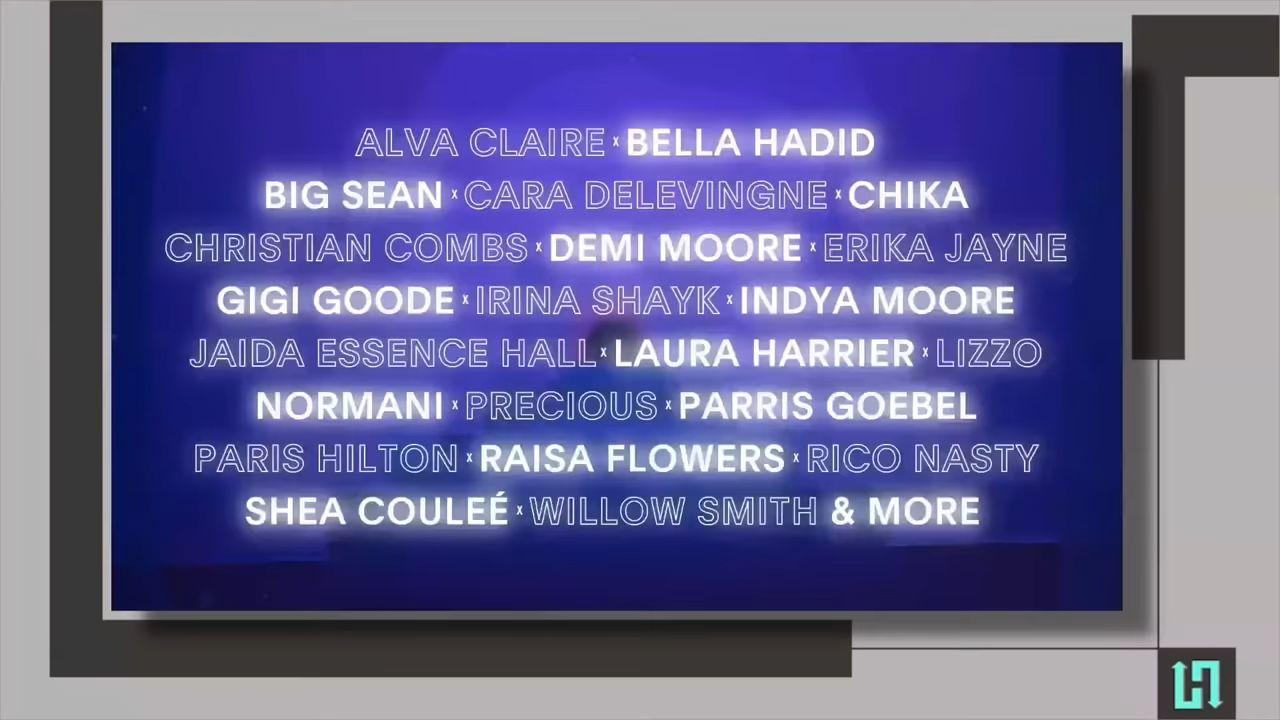 ALVA CLAIRE x BELLA HADID
BIG SEAN x CARA DELEVINGNE x CHIKA
CHRISTIAN COMBS x DEMI MOORE x ERIKA JAYNE
GIGI GOODE x IRINA SHAYK x INDYA MOORE
JAIDA ESSENCE HALL x LAURA HARRIER x LIZZO
NORMANI x PRECIOUS x PARRIS GOEBEL
PARIS HILTON x RAISA FLOWERS x RICO NASTY
SHEA COULEÉ x WILLOW SMITH & MORE